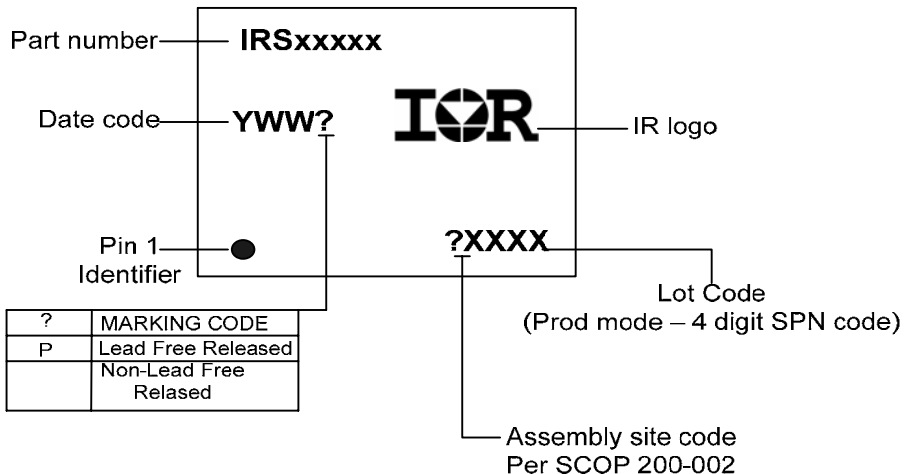 Part number
IRSxxxxx
Date code
YWW?
IOR
IR logo
Pin 1
Identifier
?XXXX
Lot Code
(Prod mode – 4 digit SPN code)
? MARKING CODE
P Lead Free Released
Non-Lead Free
Relased
Assembly site code
Per SCOP 200-002